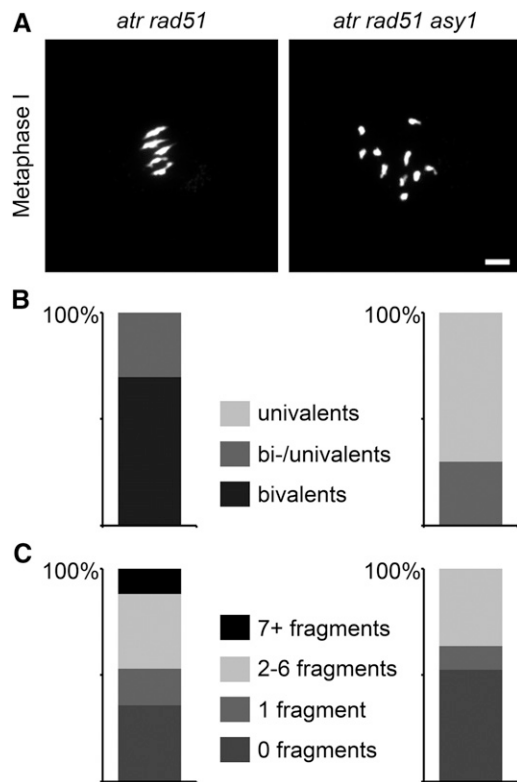 A
atr rad51
atr rad51 asy1
Metaphase I
B
100%
100%
univalents
bi-/univalents
bivalents
C
100%
100%
7+ fragments
2-6 fragments
1 fragment
0 fragments